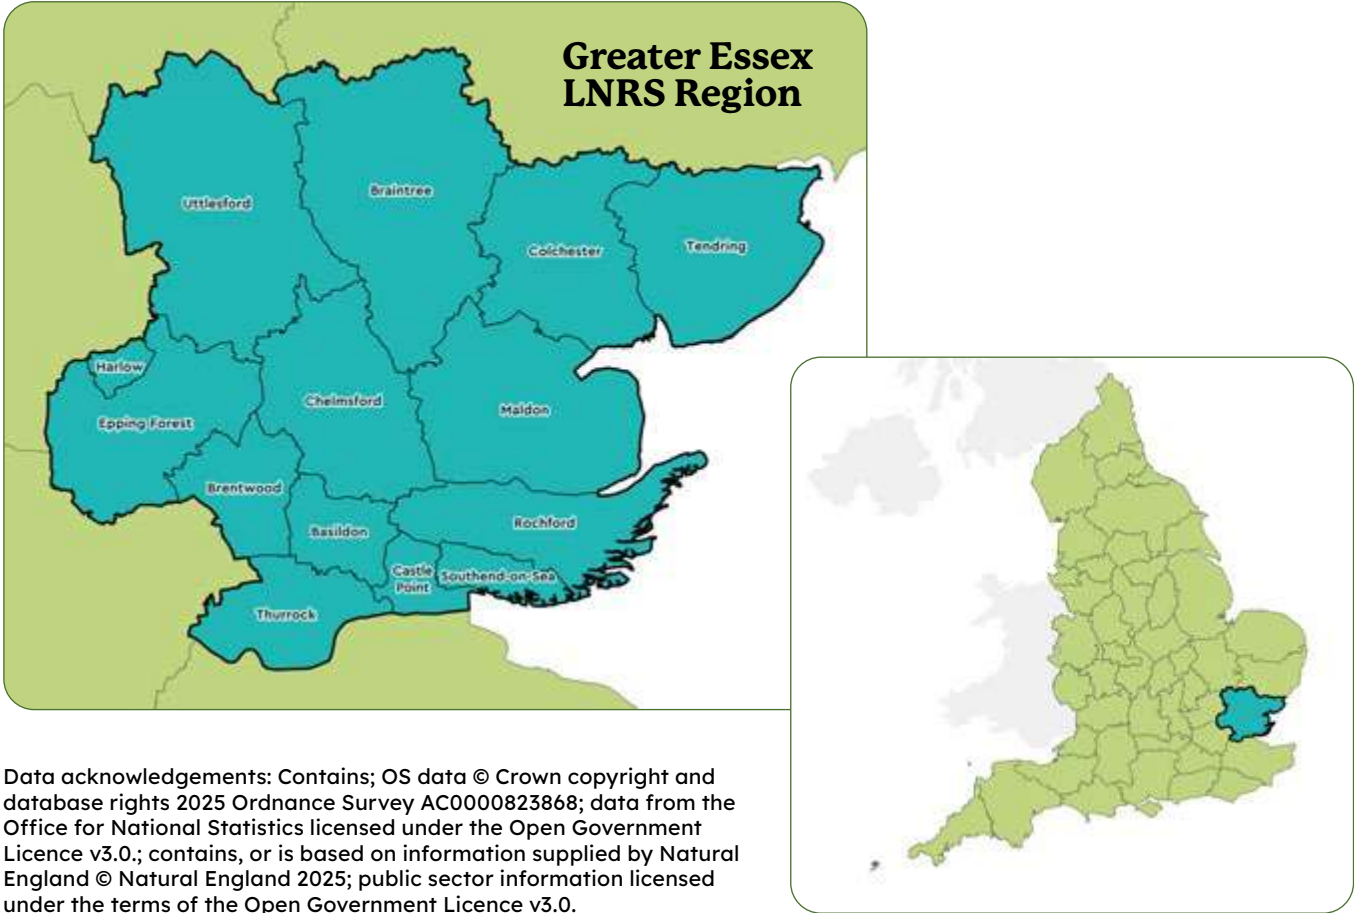 Greater Essex
LNRS Region
Uttlesford
Braintree
Colchester
Tendring
Harlow
Epping Forest
Chelmsford
Maldon
Brentwood
Basildon
Rochford
Castle
Point
Southend-on-Sea
Thurrock
Data acknowledgements: Contains; OS data © Crown copyright and
database rights 2025 Ordnance Survey AC0000823868; data from the
Office for National Statistics licensed under the Open Government
Licence v3.0.; contains, or is based on information supplied by Natural
England © Natural England 2025; public sector information licensed
under the terms of the Open Government Licence v3.0.